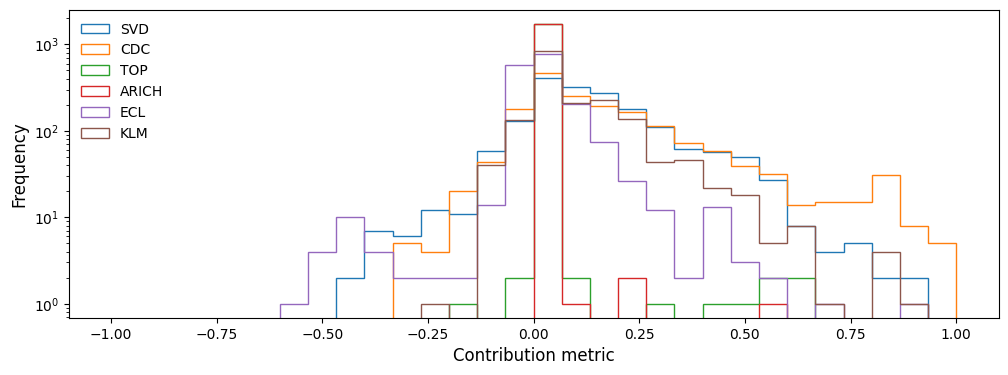 SVD
CDC
TOP
ARICH
ECL
KLM
Frequency
10³
10²
10¹
10⁰
−1.00 −0.75 −0.50 −0.25 0.00 0.25 0.50 0.75 1.00
Contribution metric